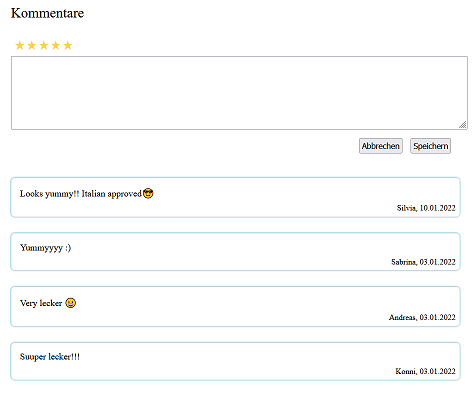 Kommentare
★★★★★
Abbrechen Speichern
Looks yummy!! Italian approved😎
Silvia, 10.01.2022
Yummyyyy :)
Sabrina, 03.01.2022
Very lecker 😀
Andreas, 03.01.2022
Suuper lecker!!!
Konni, 03.01.2022